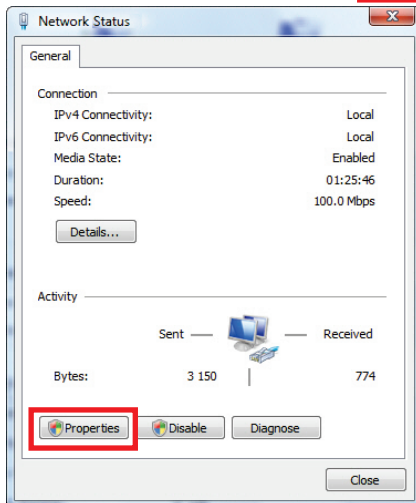 Network Status
General
Connection
IPv4 Connectivity: Local
IPv6 Connectivity: Local
Media State: Enabled
Duration: 01:25:46
Speed: 100.0 Mbps
Details...
Activity
Sent Received
Bytes: 3 150 774
Properties Disable Diagnose
Close